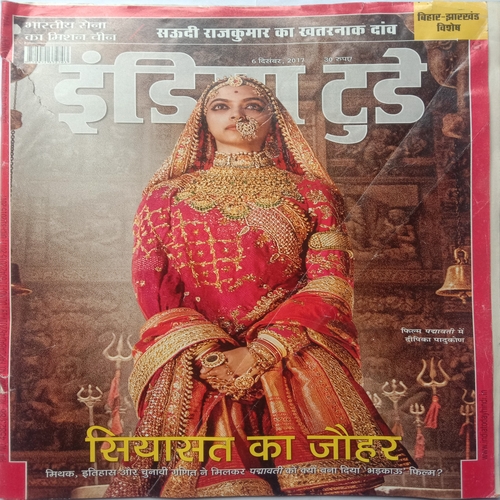 भारतीय सेना
का मिशन चीन
सऊदी राजकुमार का खतरनाक दांव
बिहार-झारखंड
विशेष
6 दिसंबर, 2017
30 रुपए
इंडिया टुडे
फिल्म पद्मावती में
दीपिका पादुकोण
सियासत का जौहर
मिथक, इतिहास और चुनावी गणित ने मिलकर पद्मावती को क्यों बना दिया 'भड़काऊ' फिल्म?